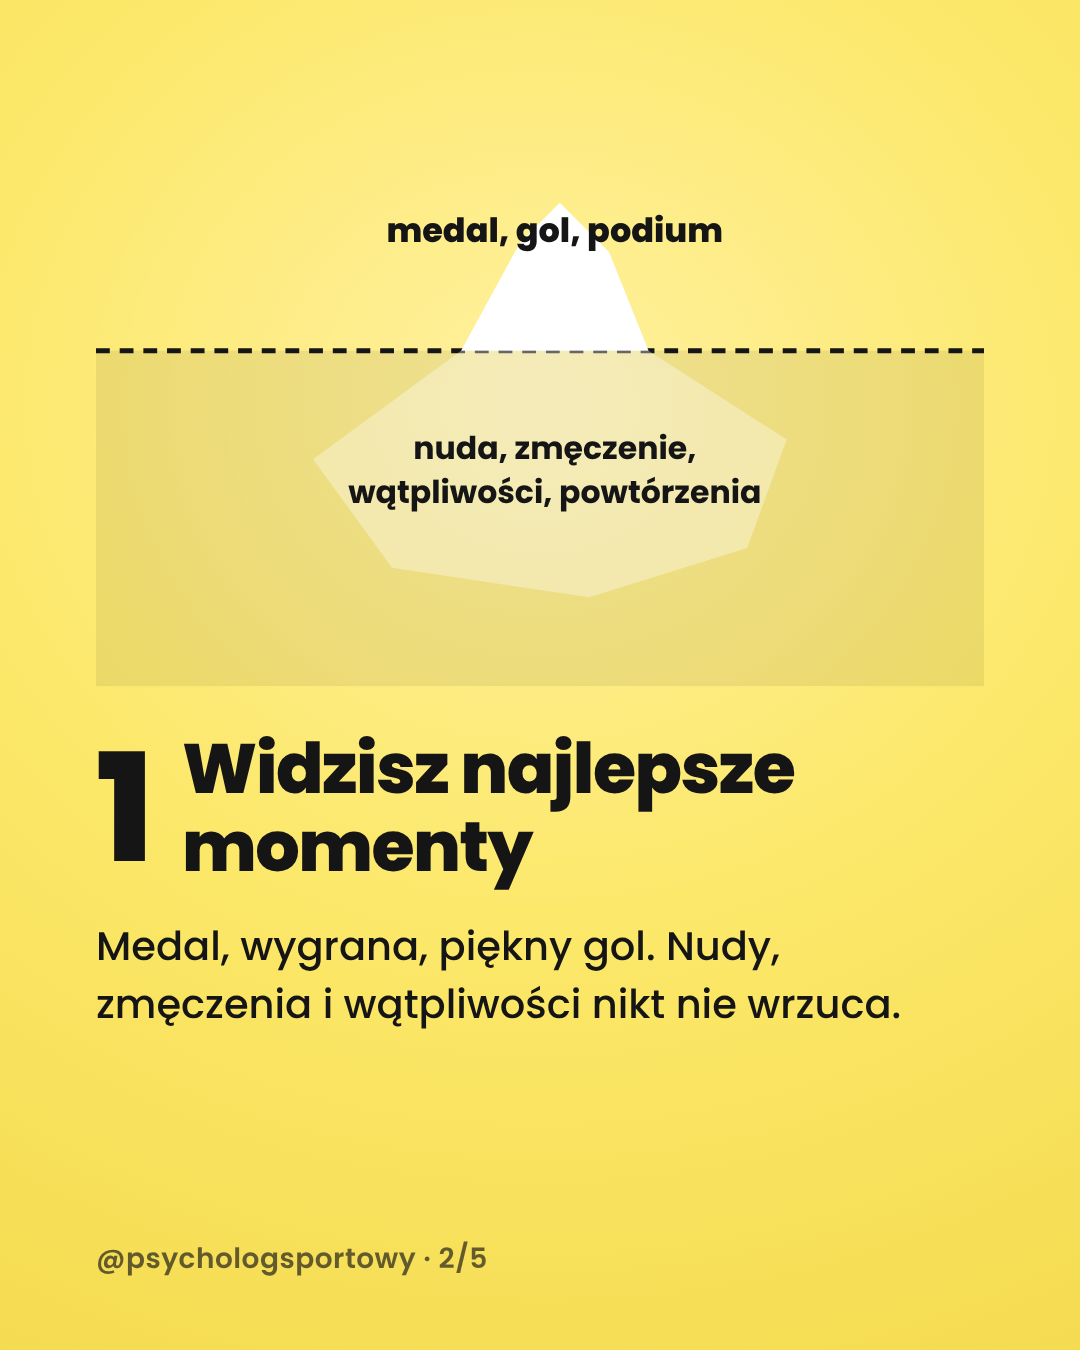 medal, gol, podium
nuda, zmęczenie,
wątpliwości, powtórzenia
1
Widzisz najlepsze
momenty
Medal, wygrana, piękny gol. Nudy,
zmęczenia i wątpliwości nikt nie wrzuca.
@psychologsportowy · 2/5